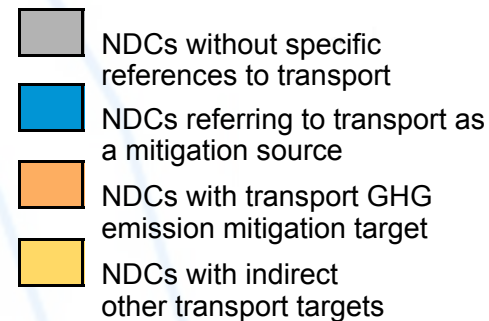 NDCs without specific
references to transport
NDCs referring to transport as
a mitigation source
NDCs with transport GHG
emission mitigation target
NDCs with indirect
other transport targets